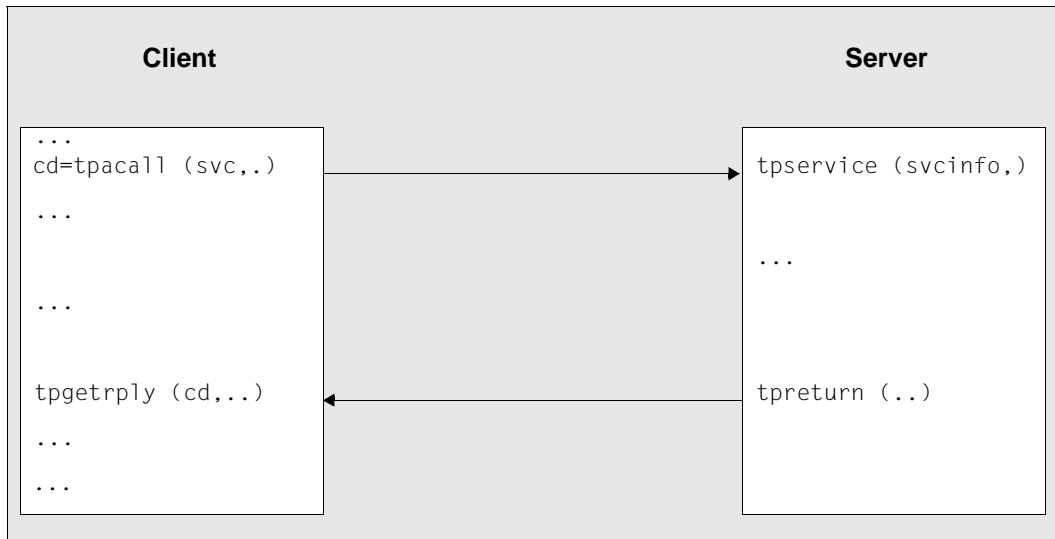 Client
Server
...
cd=tpacall (svc,.)
...
...
tpgetrply (cd,..)
...
...
tpservice (svcinfo,)
...
tpreturn (..)